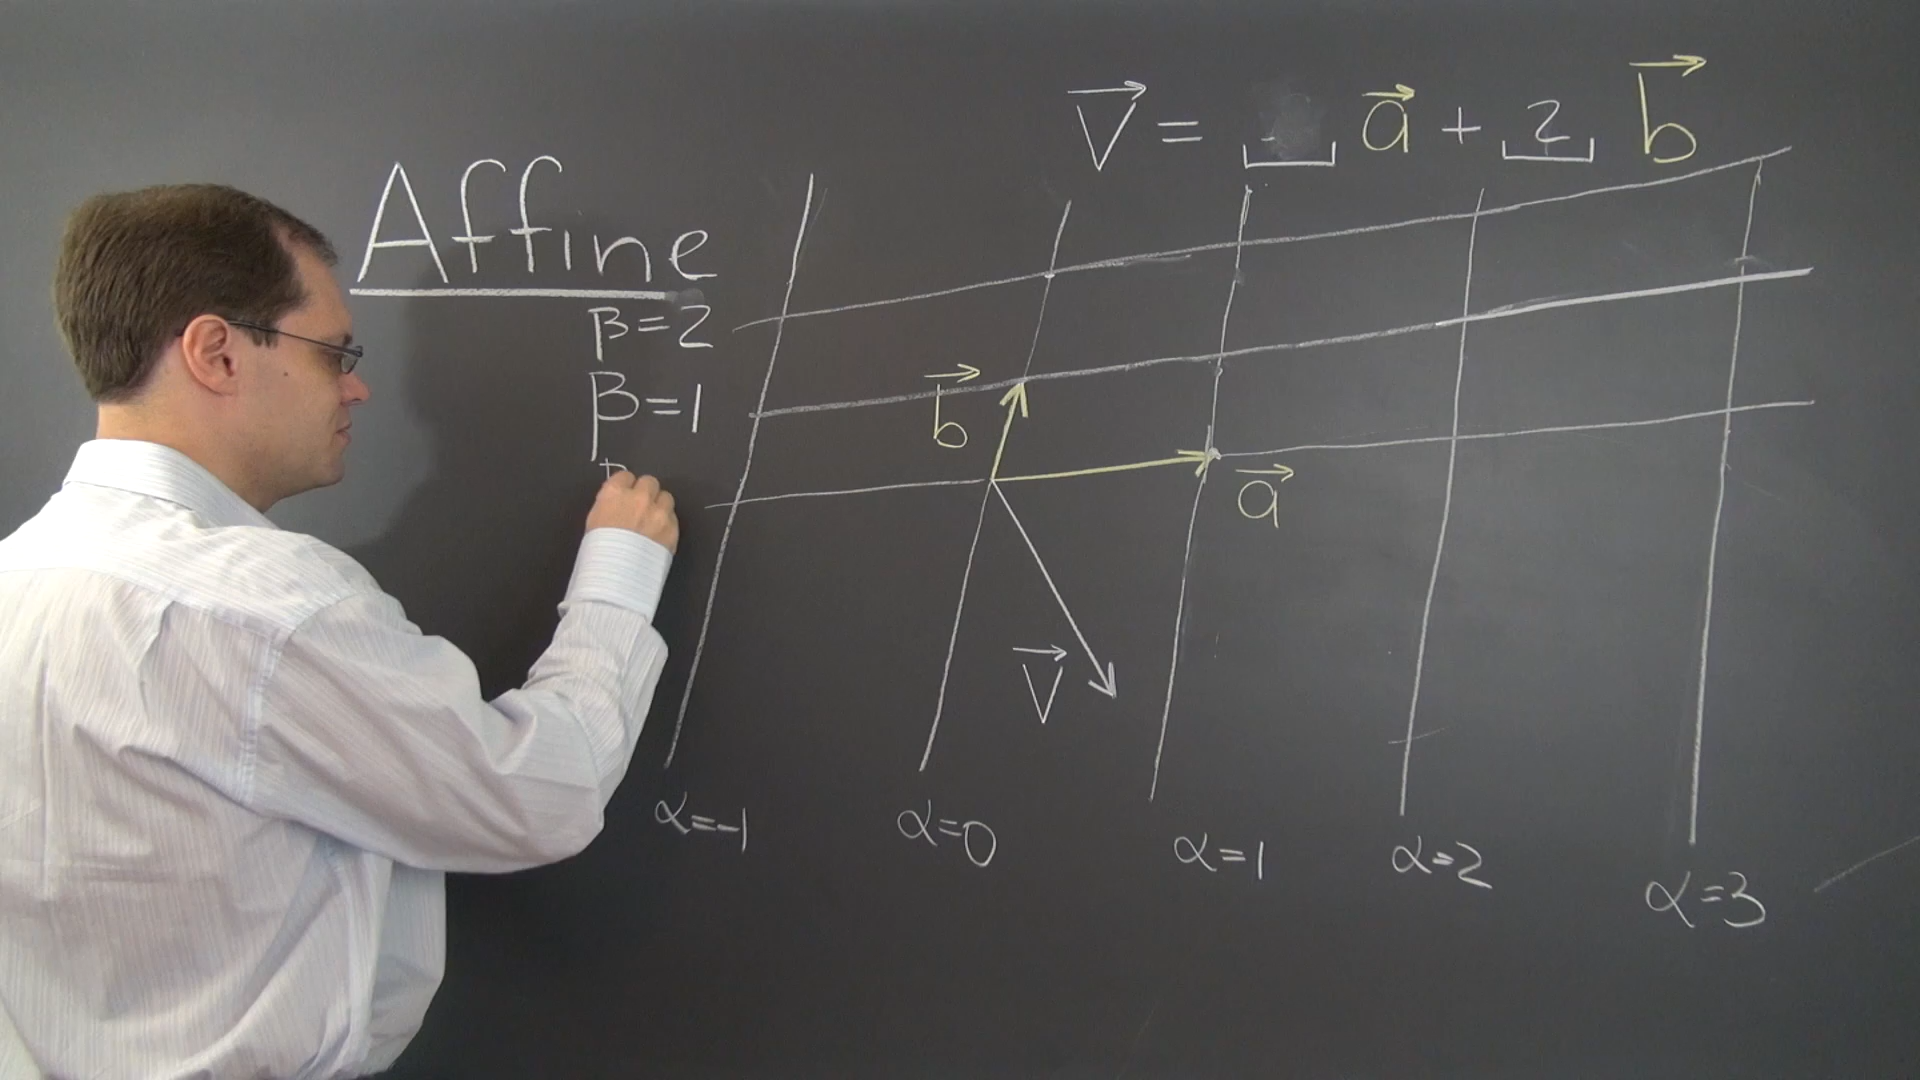 V = a + 2 b
Affine
β=2
β=1
b
a
V
α=-1
α=0
α=1
α=2
α=3